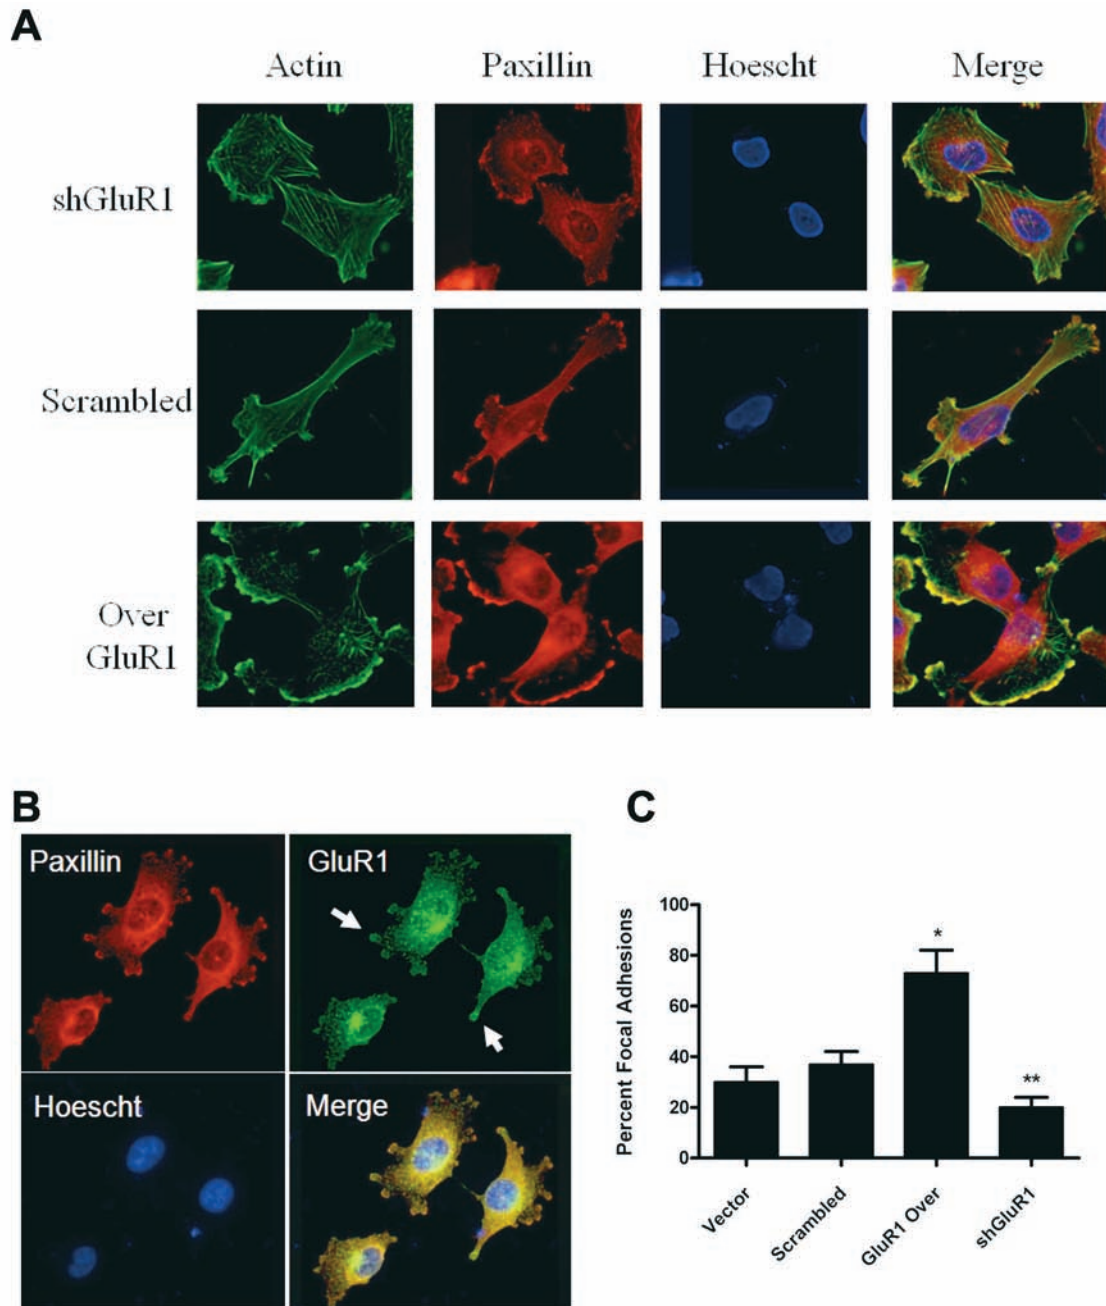 A
Actin Paxillin Hoescht Merge
shGluR1
Scrambled
Over
GluR1
B
Paxillin GluR1
Hoescht Merge
C
Percent Focal Adhesions
100
80
60
40
20
0
*
**
Vector Scrambled GluR1 Over shGluR1